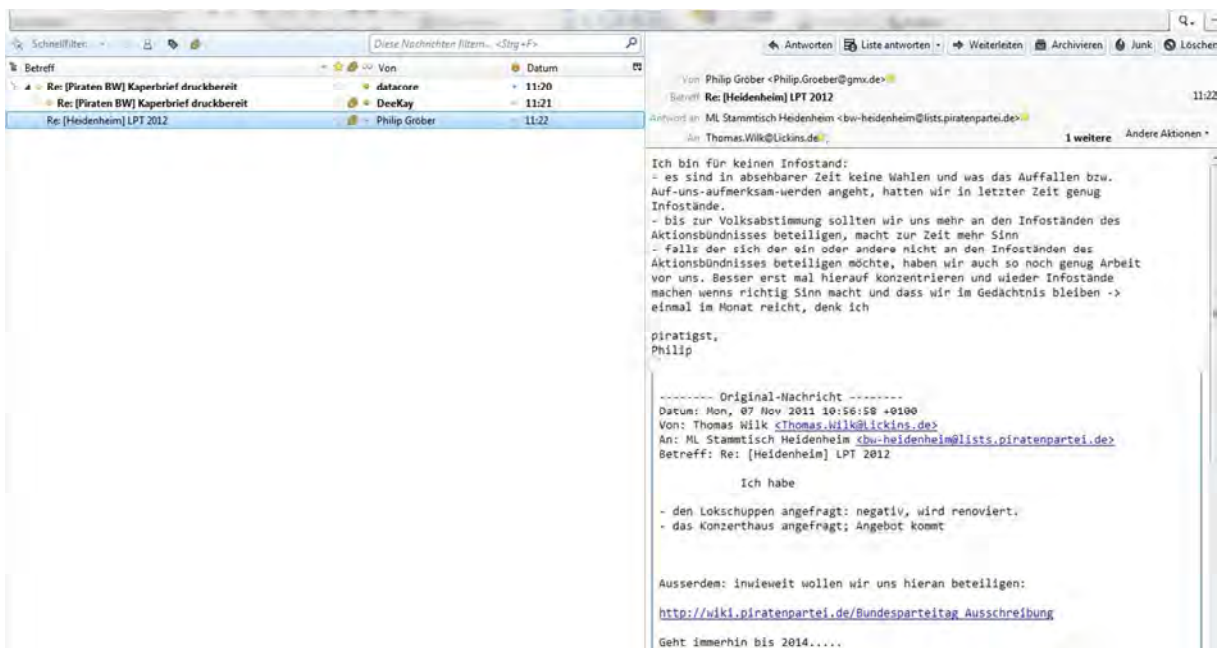 Schnellfilter:
Diese Nachrichten filtern... <Strg+F>
Betreff Von Datum
Re: [Piraten BW] Kaperbrief druckbereit datacore 11:20
Re: [Piraten BW] Kaperbrief druckbereit DeeKay 11:21
Re: [Heidenheim] LPT 2012 Philip Gröber 11:22
Antworten Liste antworten Weiterleiten Archivieren Junk Löschen
Von Philip Gröber <Philip.Groeber@gmx.de>
Betreff Re: [Heidenheim] LPT 2012 11:22
Antwort an ML Stammtisch Heidenheim <bw-heidenheim@lists.piratenpartei.de>
An Thomas.Wilk@Lickins.de, 1 weitere Andere Aktionen
Ich bin für keinen Infostand:
- es sind in absehbarer Zeit keine Wahlen und was das Auffallen bzw.
Auf-uns-aufmerksam-werden angeht, hatten wir in letzter Zeit genug
Infostände.
- bis zur Volksabstimmung sollten wir uns mehr an den Infoständen des
Aktionsbündnisses beteiligen, macht zur Zeit mehr Sinn
- falls der sich der ein oder andere nicht an den Infoständen des
Aktionsbündnisses beteiligen möchte, haben wir auch so noch genug Arbeit
vor uns. Besser erst mal hierauf konzentrieren und wieder Infostände
machen wenns richtig Sinn macht und dass wir im Gedächtnis bleiben ->
einmal im Monat reicht, denk ich
piratigst,
Philip
-------- Original-Nachricht --------
Datum: Mon, 07 Nov 2011 10:56:58 +0100
Von: Thomas Wilk <Thomas.Wilk@Lickins.de>
An: ML Stammtisch Heidenheim <bw-heidenheim@lists.piratenpartei.de>
Betreff: Re: [Heidenheim] LPT 2012
Ich habe
- den Lokschuppen angefragt: negativ, wird renoviert.
- das Konzerthaus angefragt; Angebot kommt
Ausserdem: inwieweit wollen wir uns hieran beteiligen:
http://wiki.piratenpartei.de/Bundesparteitag_Ausschreibung
Geht immerhin bis 2014.....